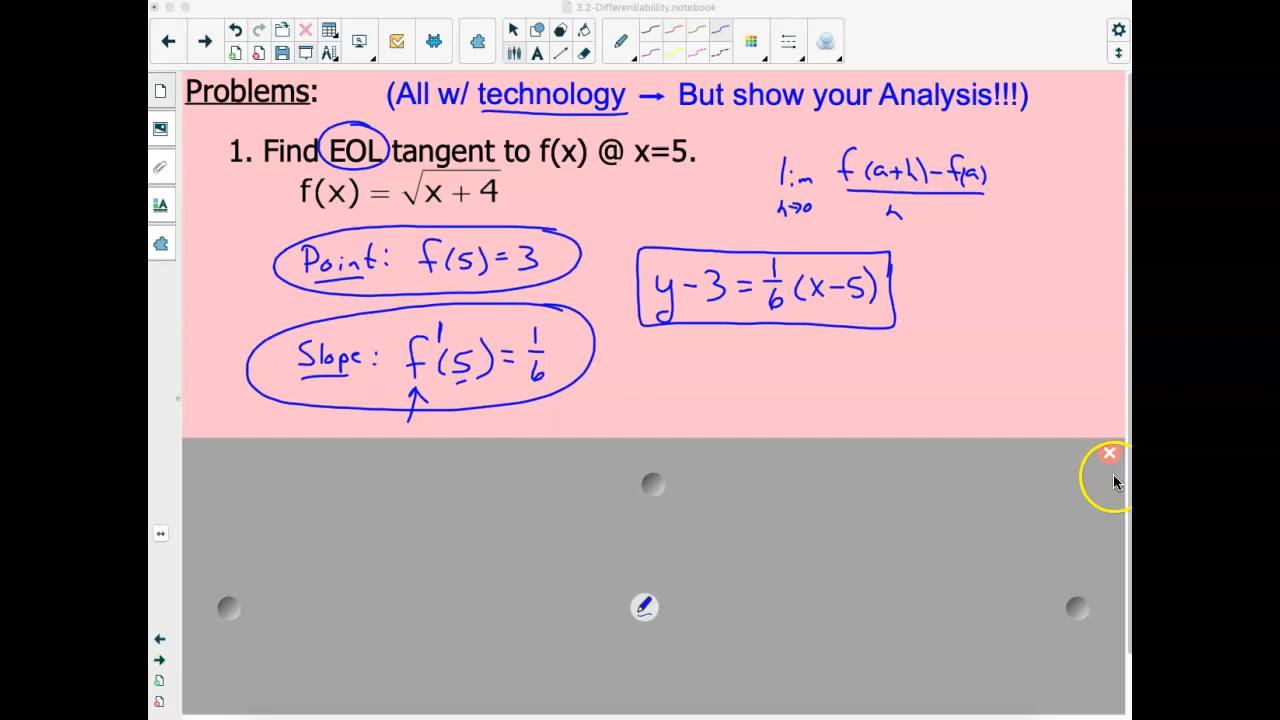 3.2-Differentiability.notebook
Problems: (All w/ technology → But show your Analysis!!!)
1. Find EOL tangent to f(x) @ x=5.
f(x) = √x + 4
lim h→0 f(a+h)-f(a) / h
Point: f(5)=3
y-3=1/6(x-5)
Slope: f'(5)=1/6